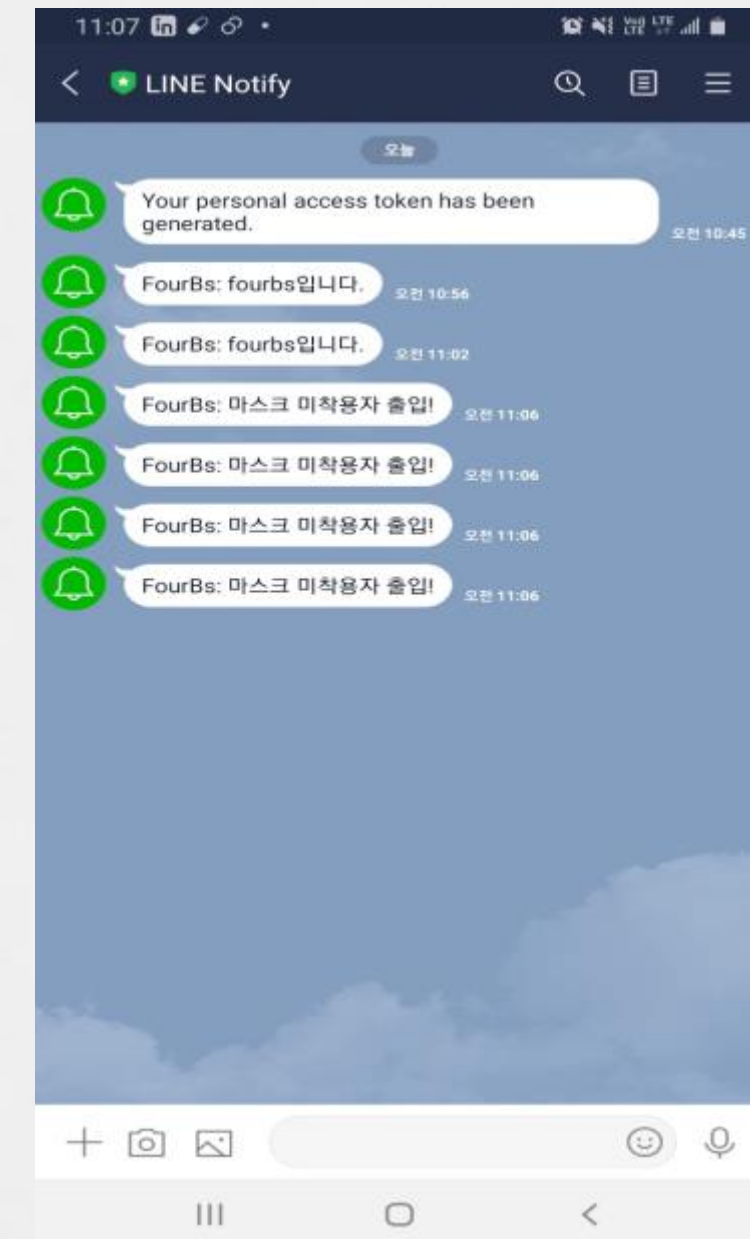 11:07
LINE Notify
오늘
Your personal access token has been
generated.
오전 10:45
FourBs: fourbs입니다.
오전 10:56
FourBs: fourbs입니다.
오전 11:02
FourBs: 마스크 미착용자 출입!
오전 11:06
FourBs: 마스크 미착용자 출입!
오전 11:06
FourBs: 마스크 미착용자 출입!
오전 11:06
FourBs: 마스크 미착용자 출입!
오전 11:06